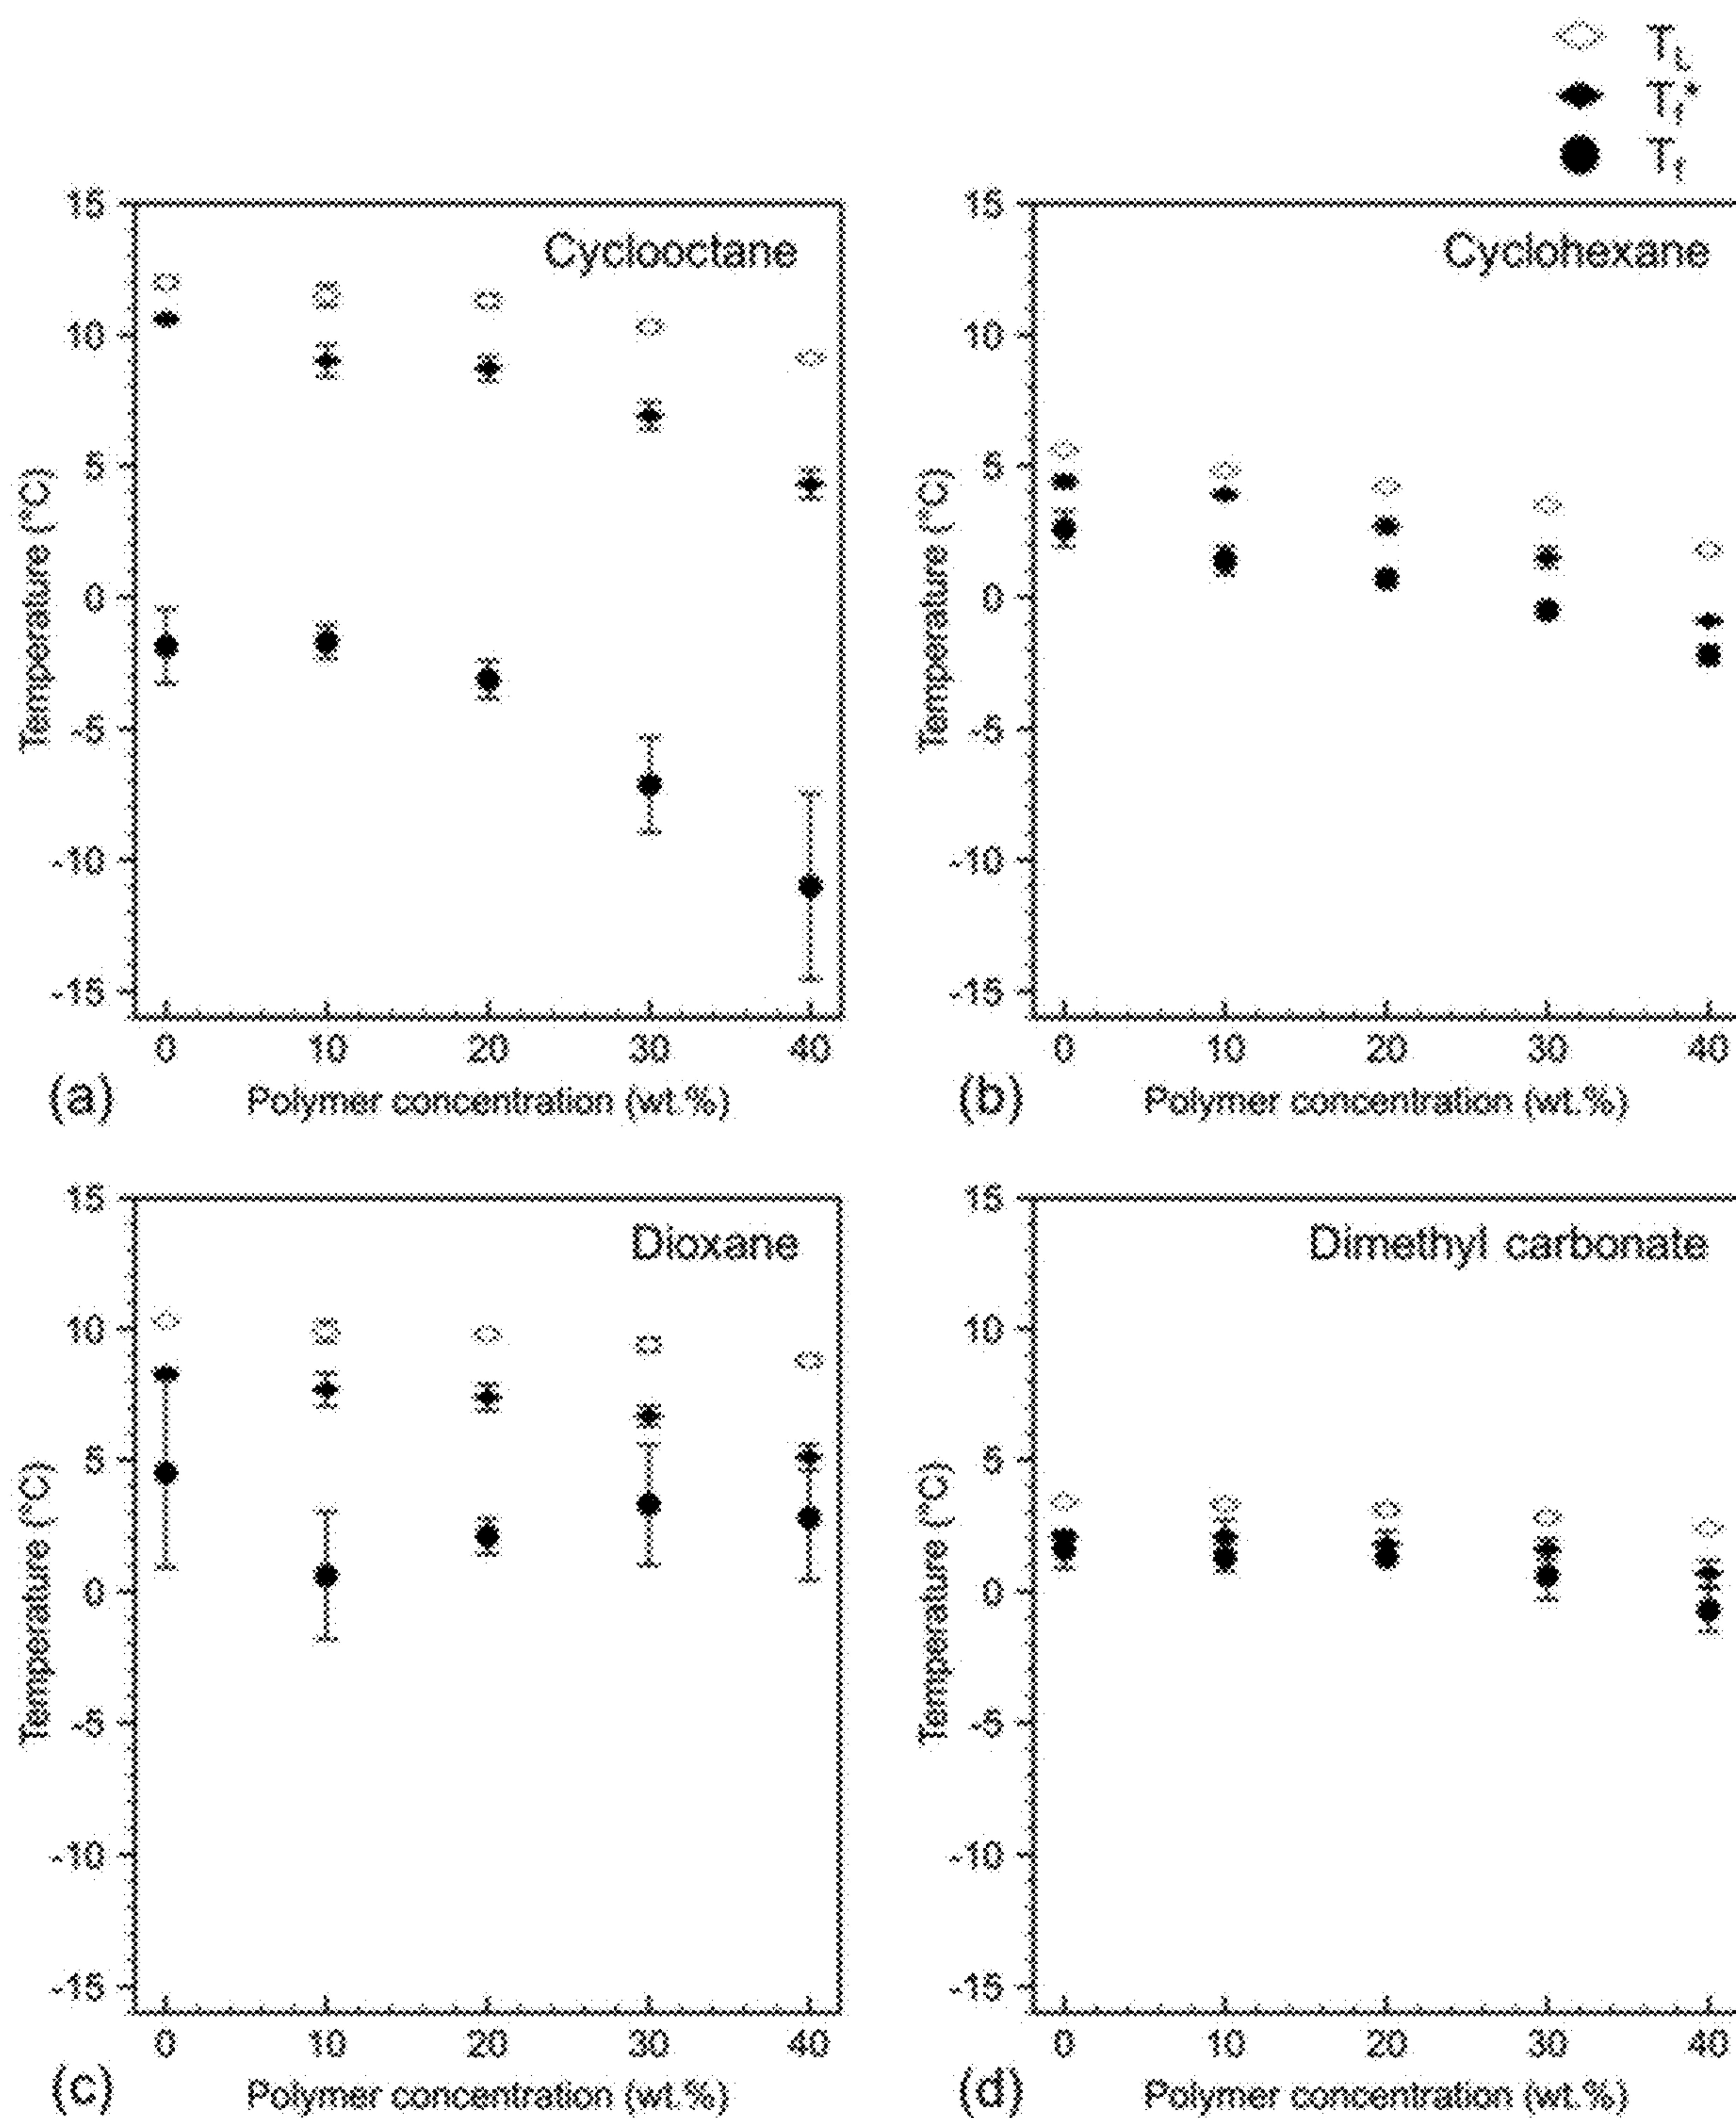 T_L
T_f*
T_f
15
Cyclooctane
10
5
0
-5
-10
-15
Temperature (°C)
0 10 20 30 40
(a) Polymer concentration (wt.%)
15
Cyclohexane
10
5
0
-5
-10
-15
Temperature (°C)
0 10 20 30 40
(b) Polymer concentration (wt.%)
15
Dioxane
10
5
0
-5
-10
-15
Temperature (°C)
0 10 20 30 40
(c) Polymer concentration (wt.%)
15
Dimethyl carbonate
10
5
0
-5
-10
-15
Temperature (°C)
0 10 20 30 40
(d) Polymer concentration (wt.%)